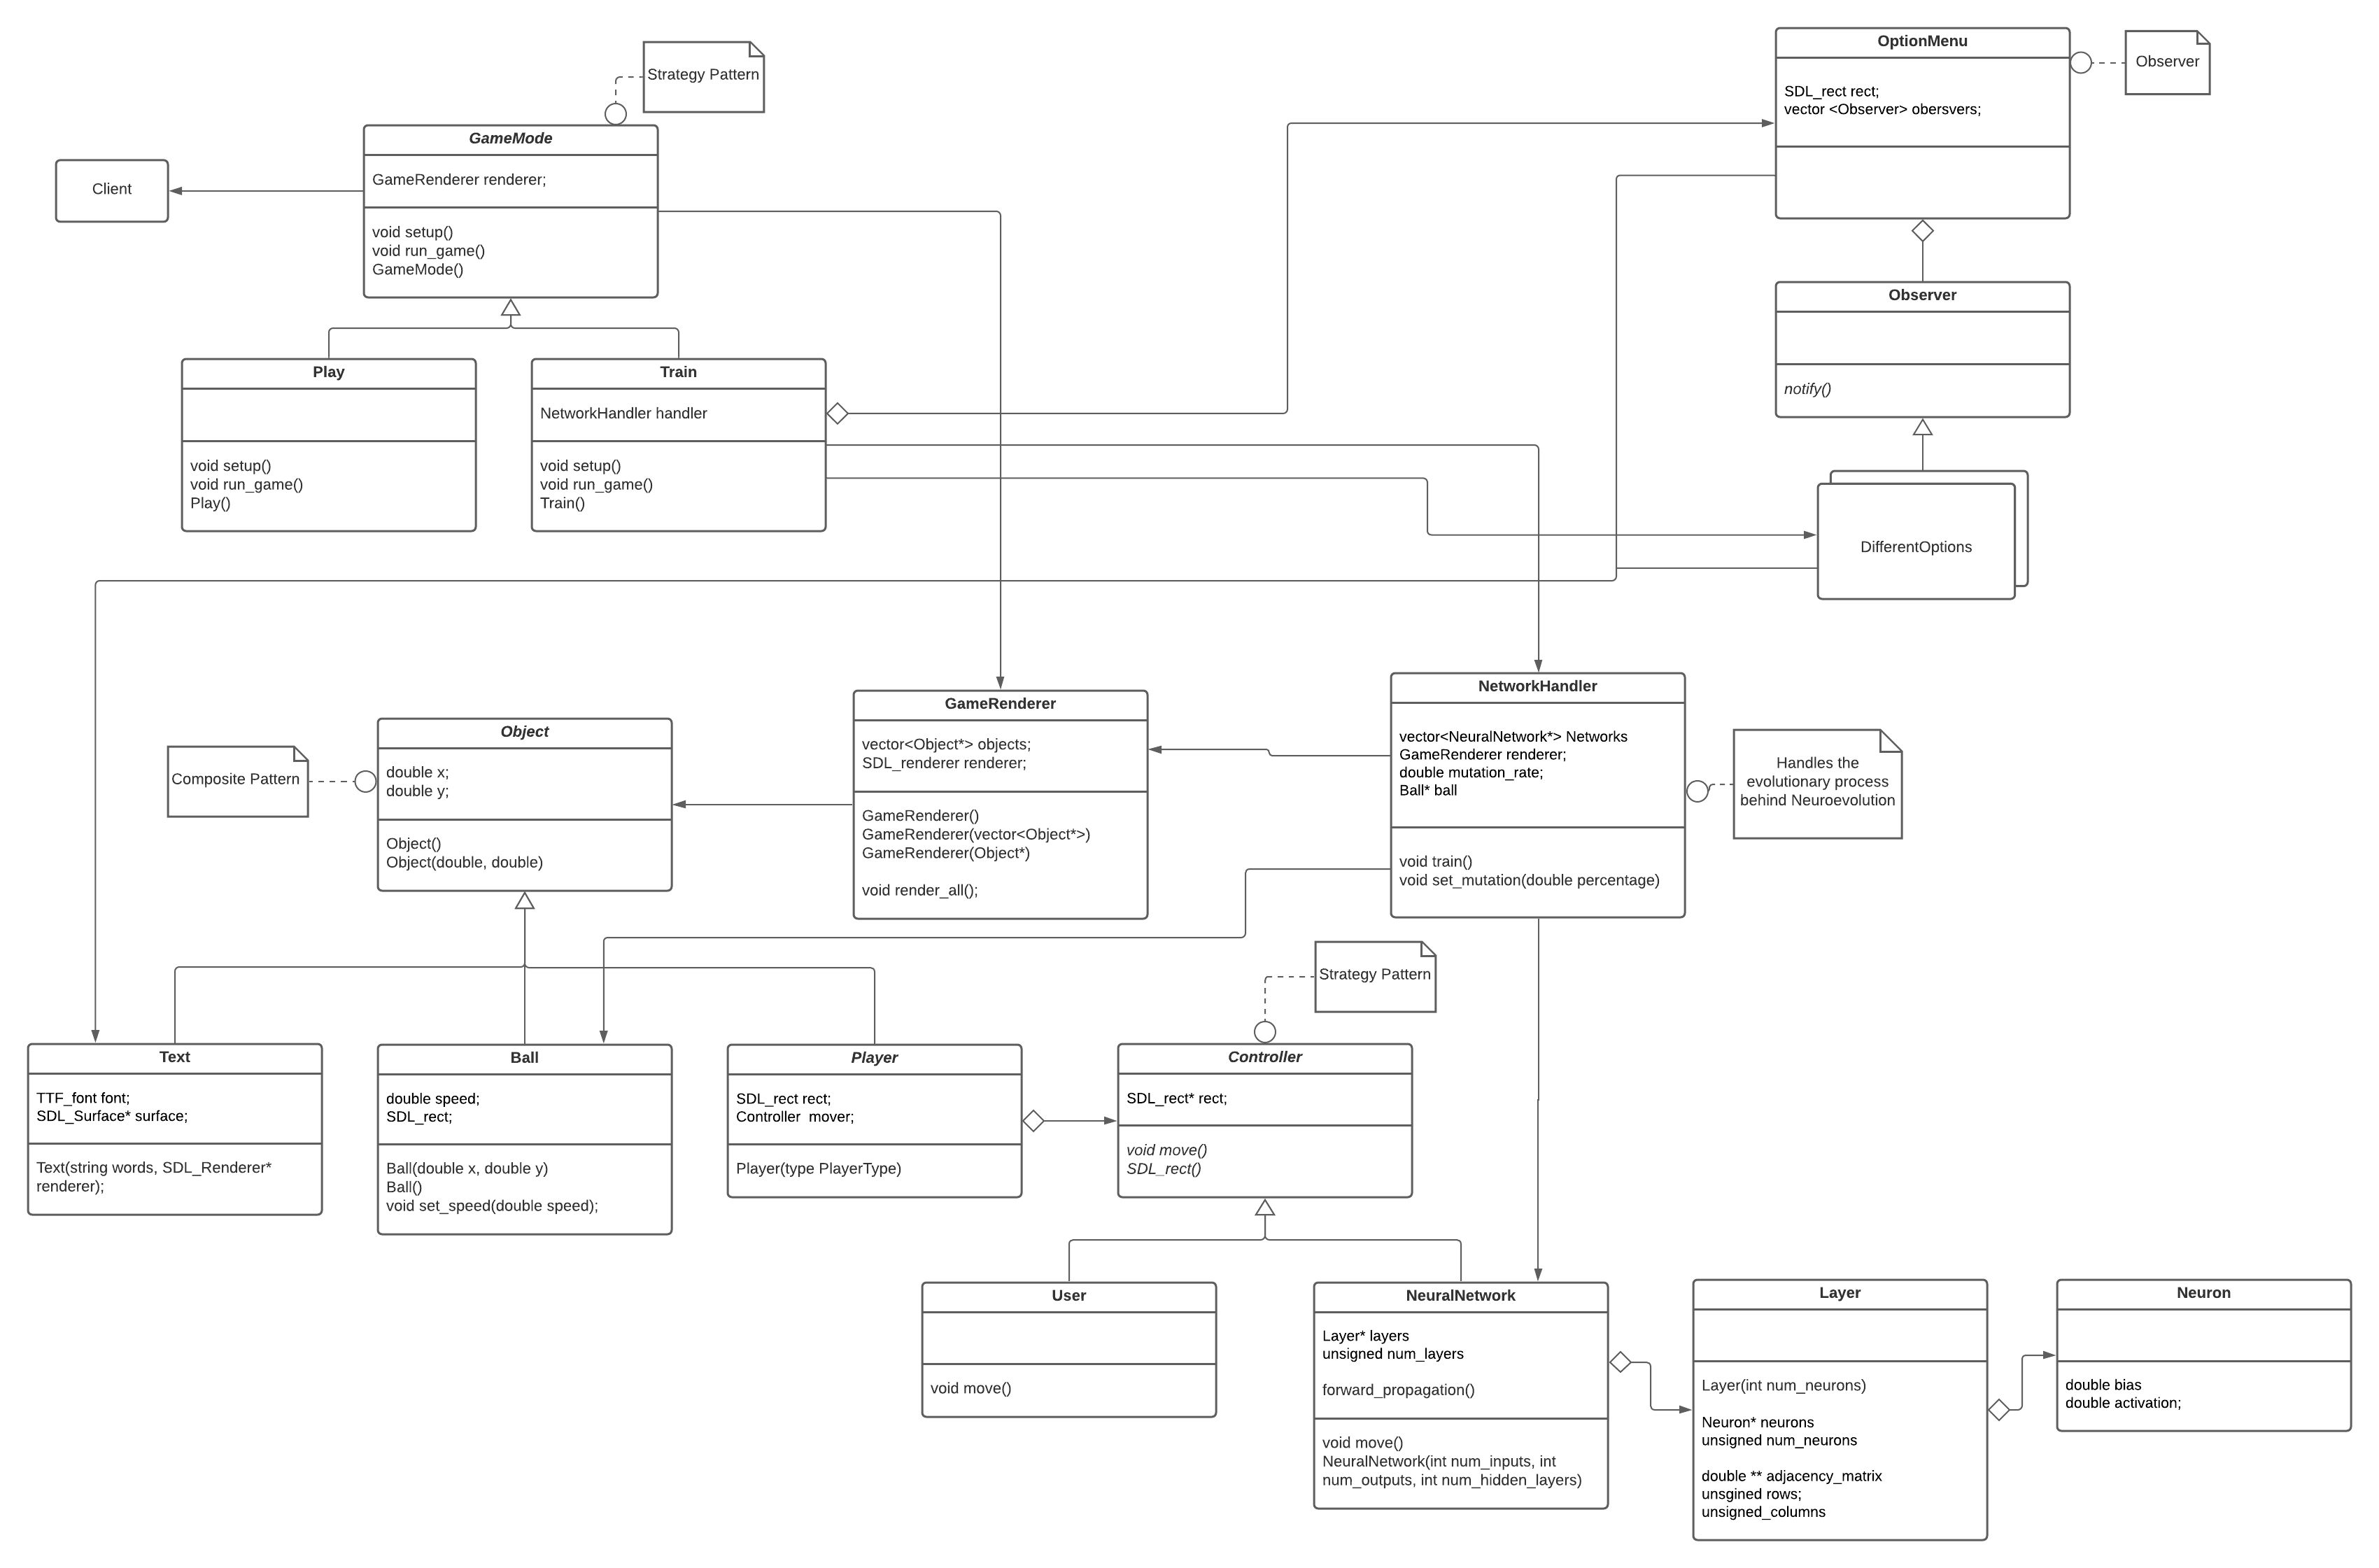 Strategy Pattern
GameMode
GameRenderer renderer;
void setup()
void run_game()
GameMode()
Client
OptionMenu
SDL_rect rect;
vector <Observer> obersvers;
Observer
Observer
notify()
DifferentOptions
Play
void setup()
void run_game()
Play()
Train
NetworkHandler handler
void setup()
void run_game()
Train()
Composite Pattern
Object
double x;
double y;
Object()
Object(double, double)
GameRenderer
vector<Object*> objects;
SDL_renderer renderer;
GameRenderer()
GameRenderer(vector<Object*>)
GameRenderer(Object*)
void render_all();
NetworkHandler
vector<NeuralNetwork*> Networks
GameRenderer renderer;
double mutation_rate;
Ball* ball
void train()
void set_mutation(double percentage)
Handles the
evolutionary process
behind Neuroevolution
Strategy Pattern
Text
TTF_font font;
SDL_Surface* surface;
Text(string words, SDL_Renderer*
renderer);
Ball
double speed;
SDL_rect;
Ball(double x, double y)
Ball()
void set_speed(double speed);
Player
SDL_rect rect;
Controller  mover;
Player(type PlayerType)
Controller
SDL_rect* rect;
void move()
SDL_rect()
User
void move()
NeuralNetwork
Layer* layers
unsigned num_layers
forward_propagation()
void move()
NeuralNetwork(int num_inputs, int
num_outputs, int num_hidden_layers)
Layer
Layer(int num_neurons)
Neuron* neurons
unsigned num_neurons
double ** adjacency_matrix
unsgined rows;
unsigned_columns
Neuron
double bias
double activation;